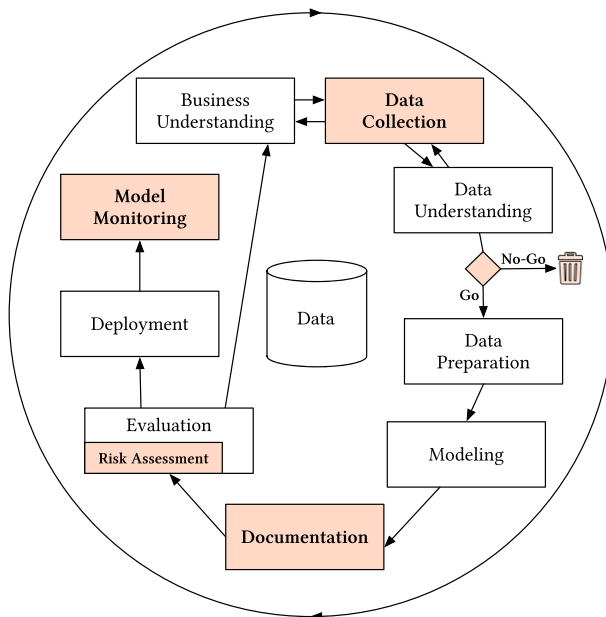 Business
Understanding
Data
Collection
Data
Understanding
No-Go
Go
Data
Preparation
Modeling
Documentation
Evaluation
Risk Assessment
Deployment
Model
Monitoring
Data